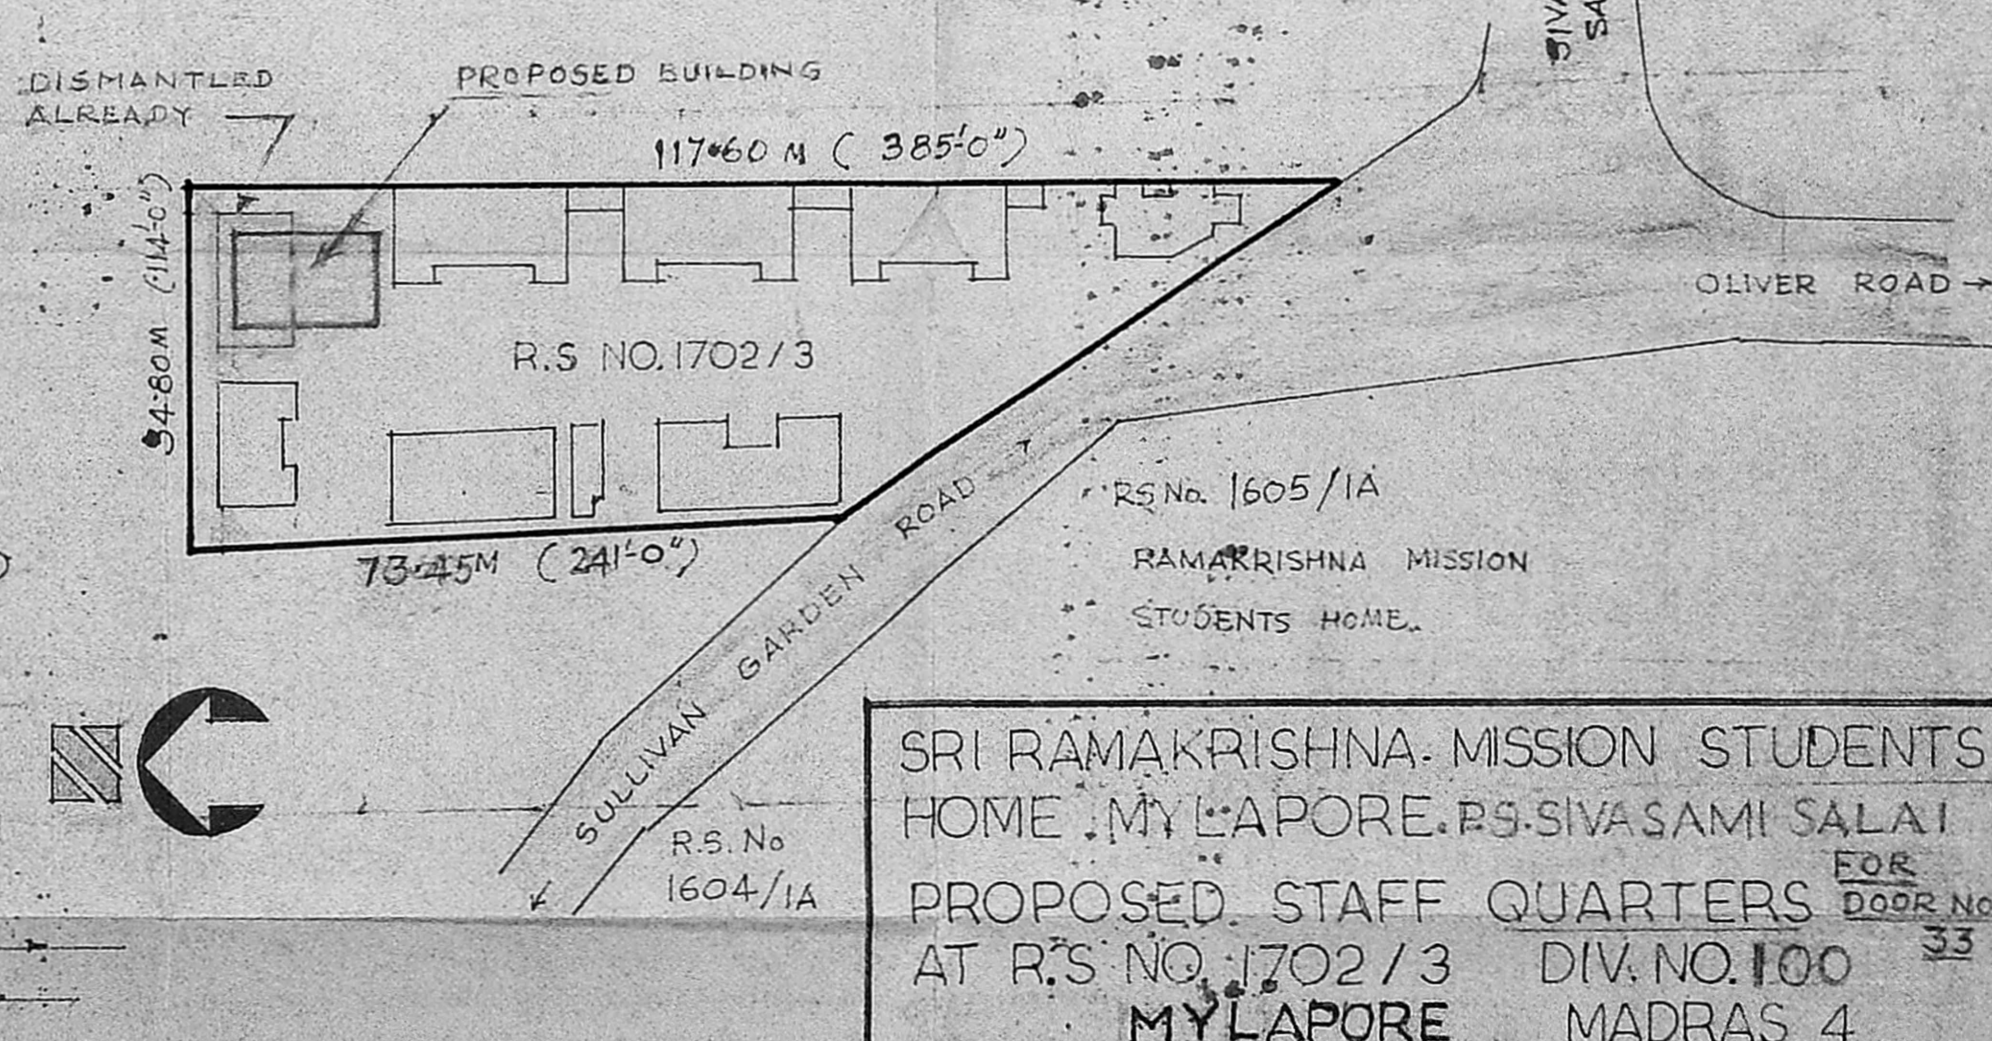 DISMANTLED
ALREADY
PROPOSED BUILDING
117.60 M ( 385'-0")
34.80M (114'-0")
R.S NO. 1702/3
73.45M (241'-0")
OLIVER ROAD
SULLIVAN GARDEN ROAD
RS No. 1605/1A
RAMAKRISHNA MISSION
STUDENTS HOME.
R.S. No
1604/1A
N
SRI RAMAKRISHNA. MISSION STUDENTS
HOME . MYLAPORE. P.S. SIVASAMI SALAI
PROPOSED. STAFF QUARTERS FOR
DOOR NO
33
AT R.S NO. 1702/3 DIV. NO. 100
MYLAPORE MADRAS 4